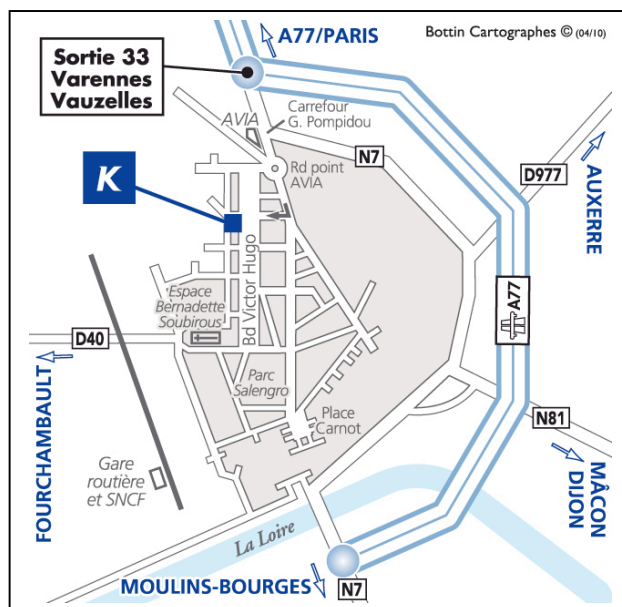 A77/PARIS
Bottin Cartographes © (04/10)
Sortie 33
Varennes
Vauzelles
AVIA
Carrefour
G. Pompidou
N7
D977
AUXERRE
Rd point
AVIA
K
Bd Victor Hugo
Espace
Bernadette
Soubirous
A77
D40
FOURCHAMBAULT
Parc
Salengro
Place
Carnot
N81
MÂCON
DIJON
Gare
routière
et SNCF
La Loire
MOULINS-BOURGES
N7